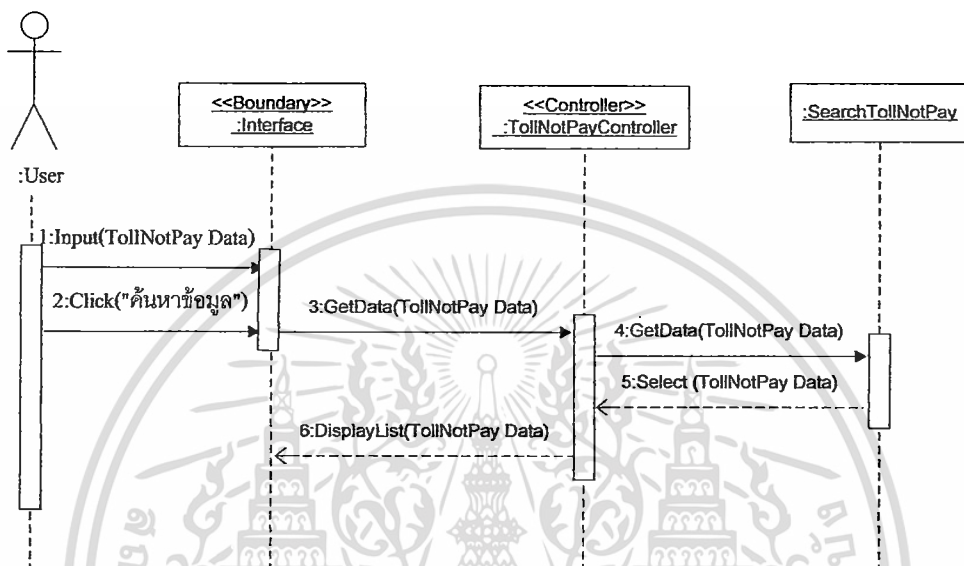 <<Boundary>>
:Interface
<<Controller>>
:TollNotPayController
:SearchTollNotPay
:User
1:Input(TollNotPay Data)
2:Click("ค้นหาข้อมูล")
3:GetData(TollNotPay Data)
4:GetData(TollNotPay Data)
5:Select (TollNotPay Data)
6:DisplayList(TollNotPay Data)